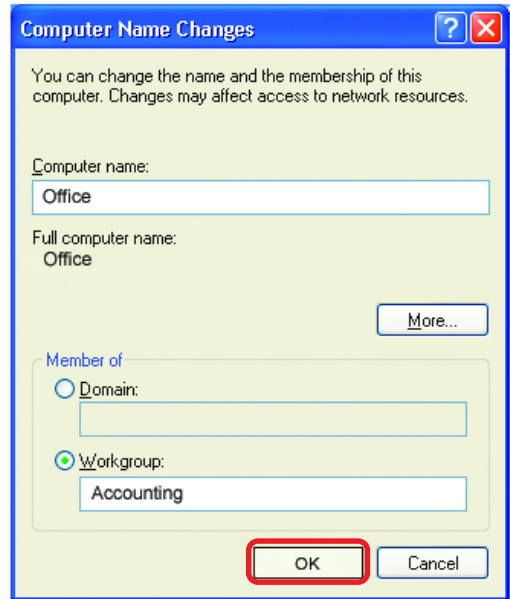 Computer Name Changes
?
You can change the name and the membership of this
computer. Changes may affect access to network resources.
Computer name:
Office
Full computer name:
Office
More...
Member of
Domain:
Workgroup:
Accounting
OK
Cancel